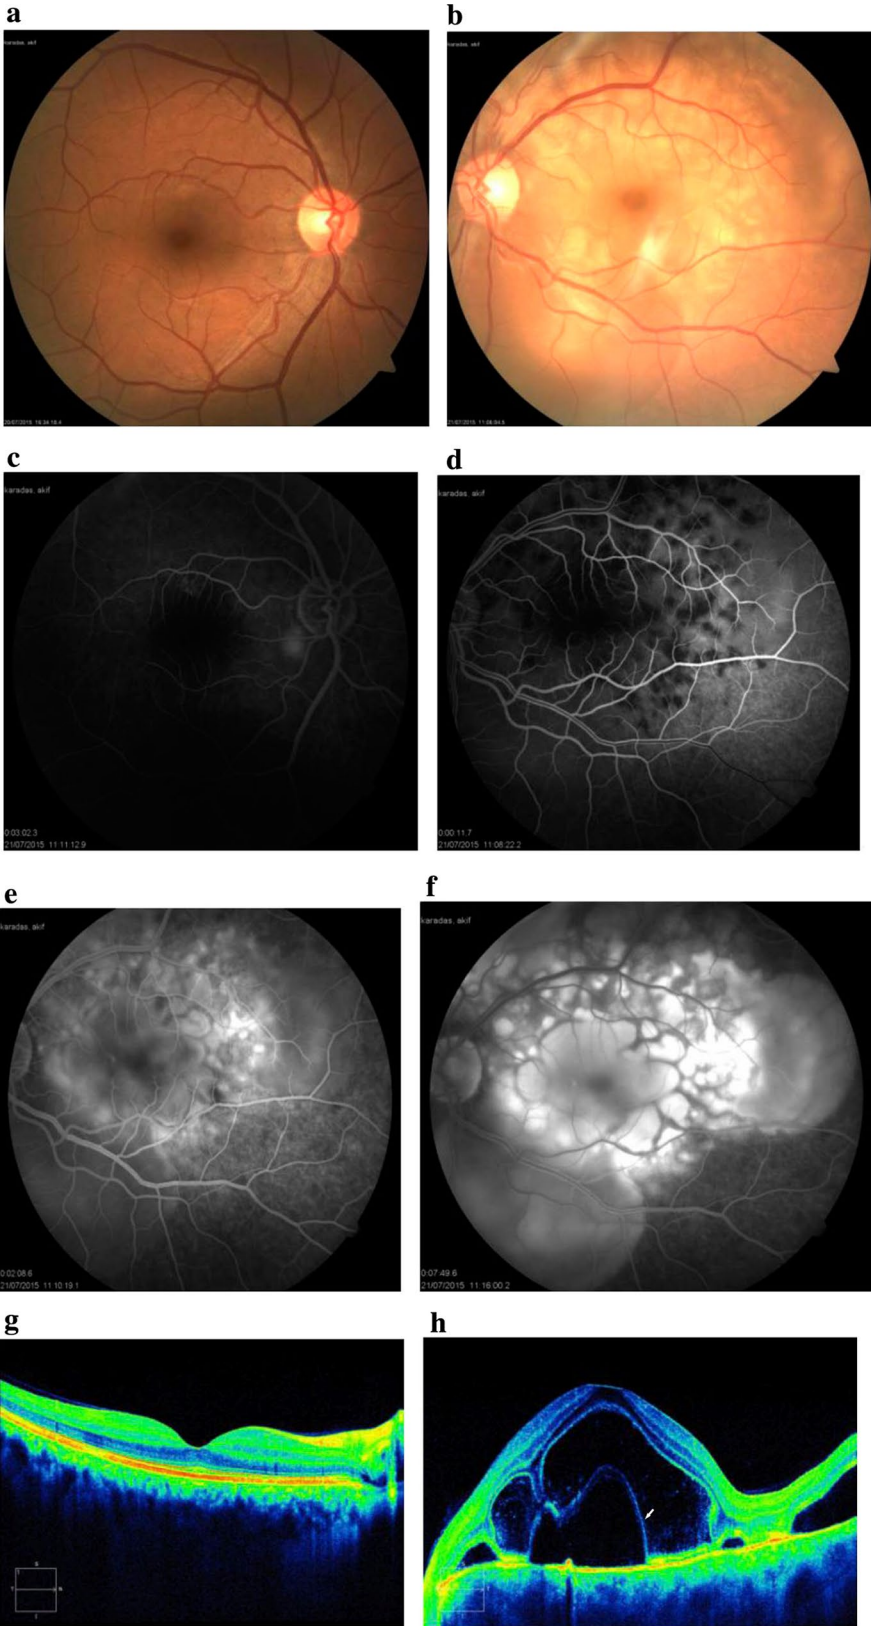 a
b
karadas, akif
karadas, akif
20/07/2015 16:34:18.4
21/07/2015 11:06:04.5
c
d
karadas, akif
karadas, akif
0:03:02.3
21/07/2015 11:11:12.9
0:00:11.7
21/07/2015 11:08:22.2
e
f
karadas, akif
karadas, akif
0:02:08.6
21/07/2015 11:10:19.1
0:07:49.6
21/07/2015 11:16:00.2
g
h
S
T
N
I